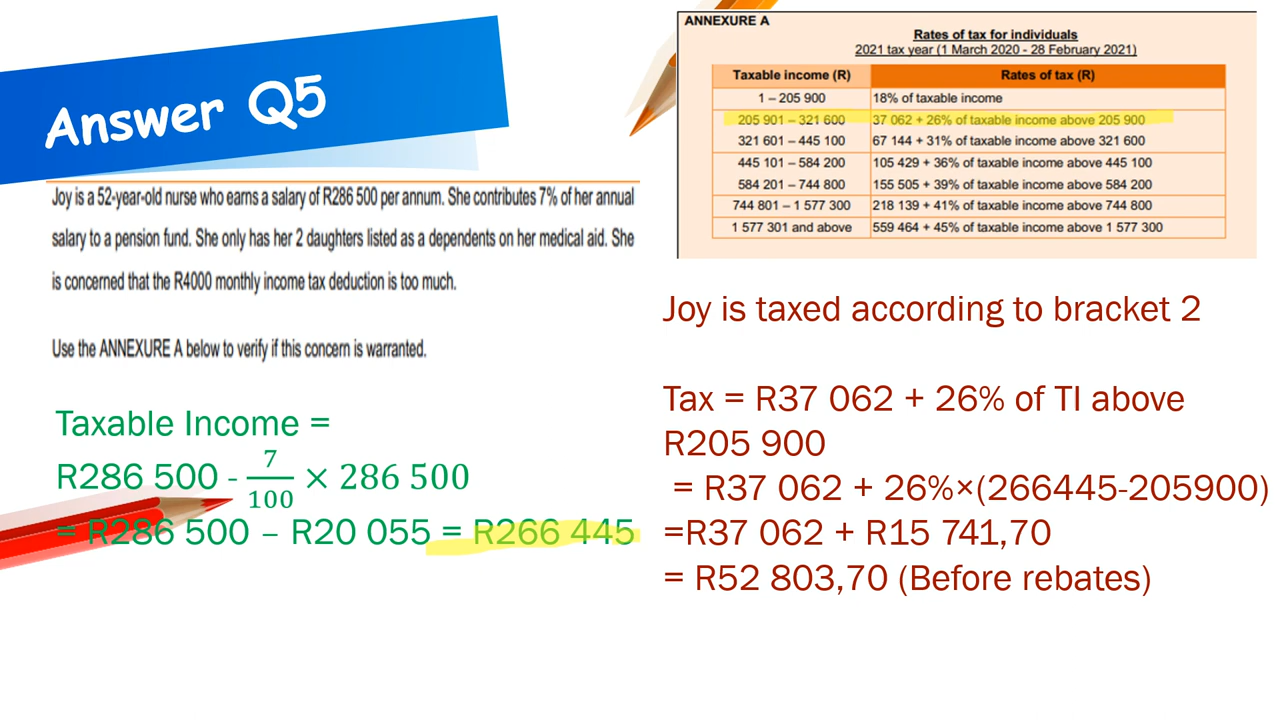 Answer Q5
Joy is a 52-year-old nurse who earns a salary of R286 500 per annum. She contributes 7% of her annual
salary to a pension fund. She only has her 2 daughters listed as a dependents on her medical aid. She
is concerned that the R4000 monthly income tax deduction is too much.
Use the ANNEXURE A below to verify if this concern is warranted.
Taxable Income =
R286 500 - 7/100 × 286 500
= R286 500 – R20 055 = R266 445
ANNEXURE A
Rates of tax for individuals
2021 tax year (1 March 2020 - 28 February 2021)
Taxable income (R) Rates of tax (R)
1 – 205 900 18% of taxable income
205 901 – 321 600 37 062 + 26% of taxable income above 205 900
321 601 – 445 100 67 144 + 31% of taxable income above 321 600
445 101 – 584 200 105 429 + 36% of taxable income above 445 100
584 201 – 744 800 155 505 + 39% of taxable income above 584 200
744 801 – 1 577 300 218 139 + 41% of taxable income above 744 800
1 577 301 and above 559 464 + 45% of taxable income above 1 577 300
Joy is taxed according to bracket 2
Tax = R37 062 + 26% of TI above
R205 900
= R37 062 + 26%×(266445-205900)
=R37 062 + R15 741,70
= R52 803,70 (Before rebates)